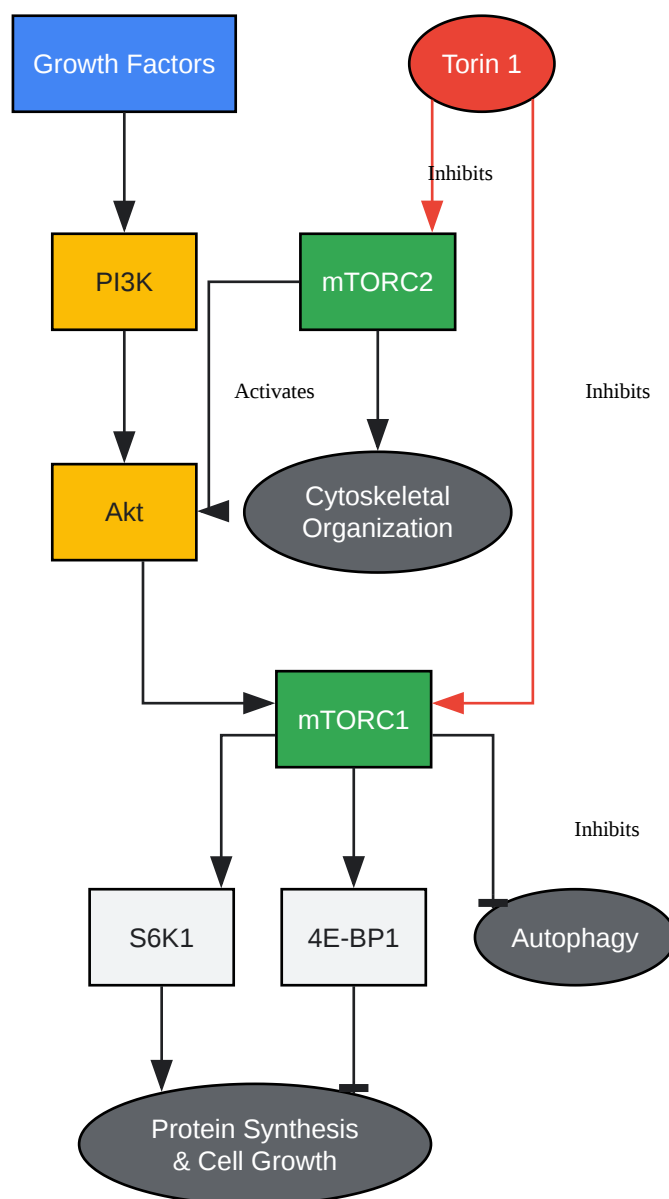 Growth Factors
Torin 1
Inhibits
PI3K
mTORC2
Activates
Inhibits
Akt
Cytoskeletal
Organization
mTORC1
Inhibits
S6K1
4E-BP1
Autophagy
Protein Synthesis
& Cell Growth